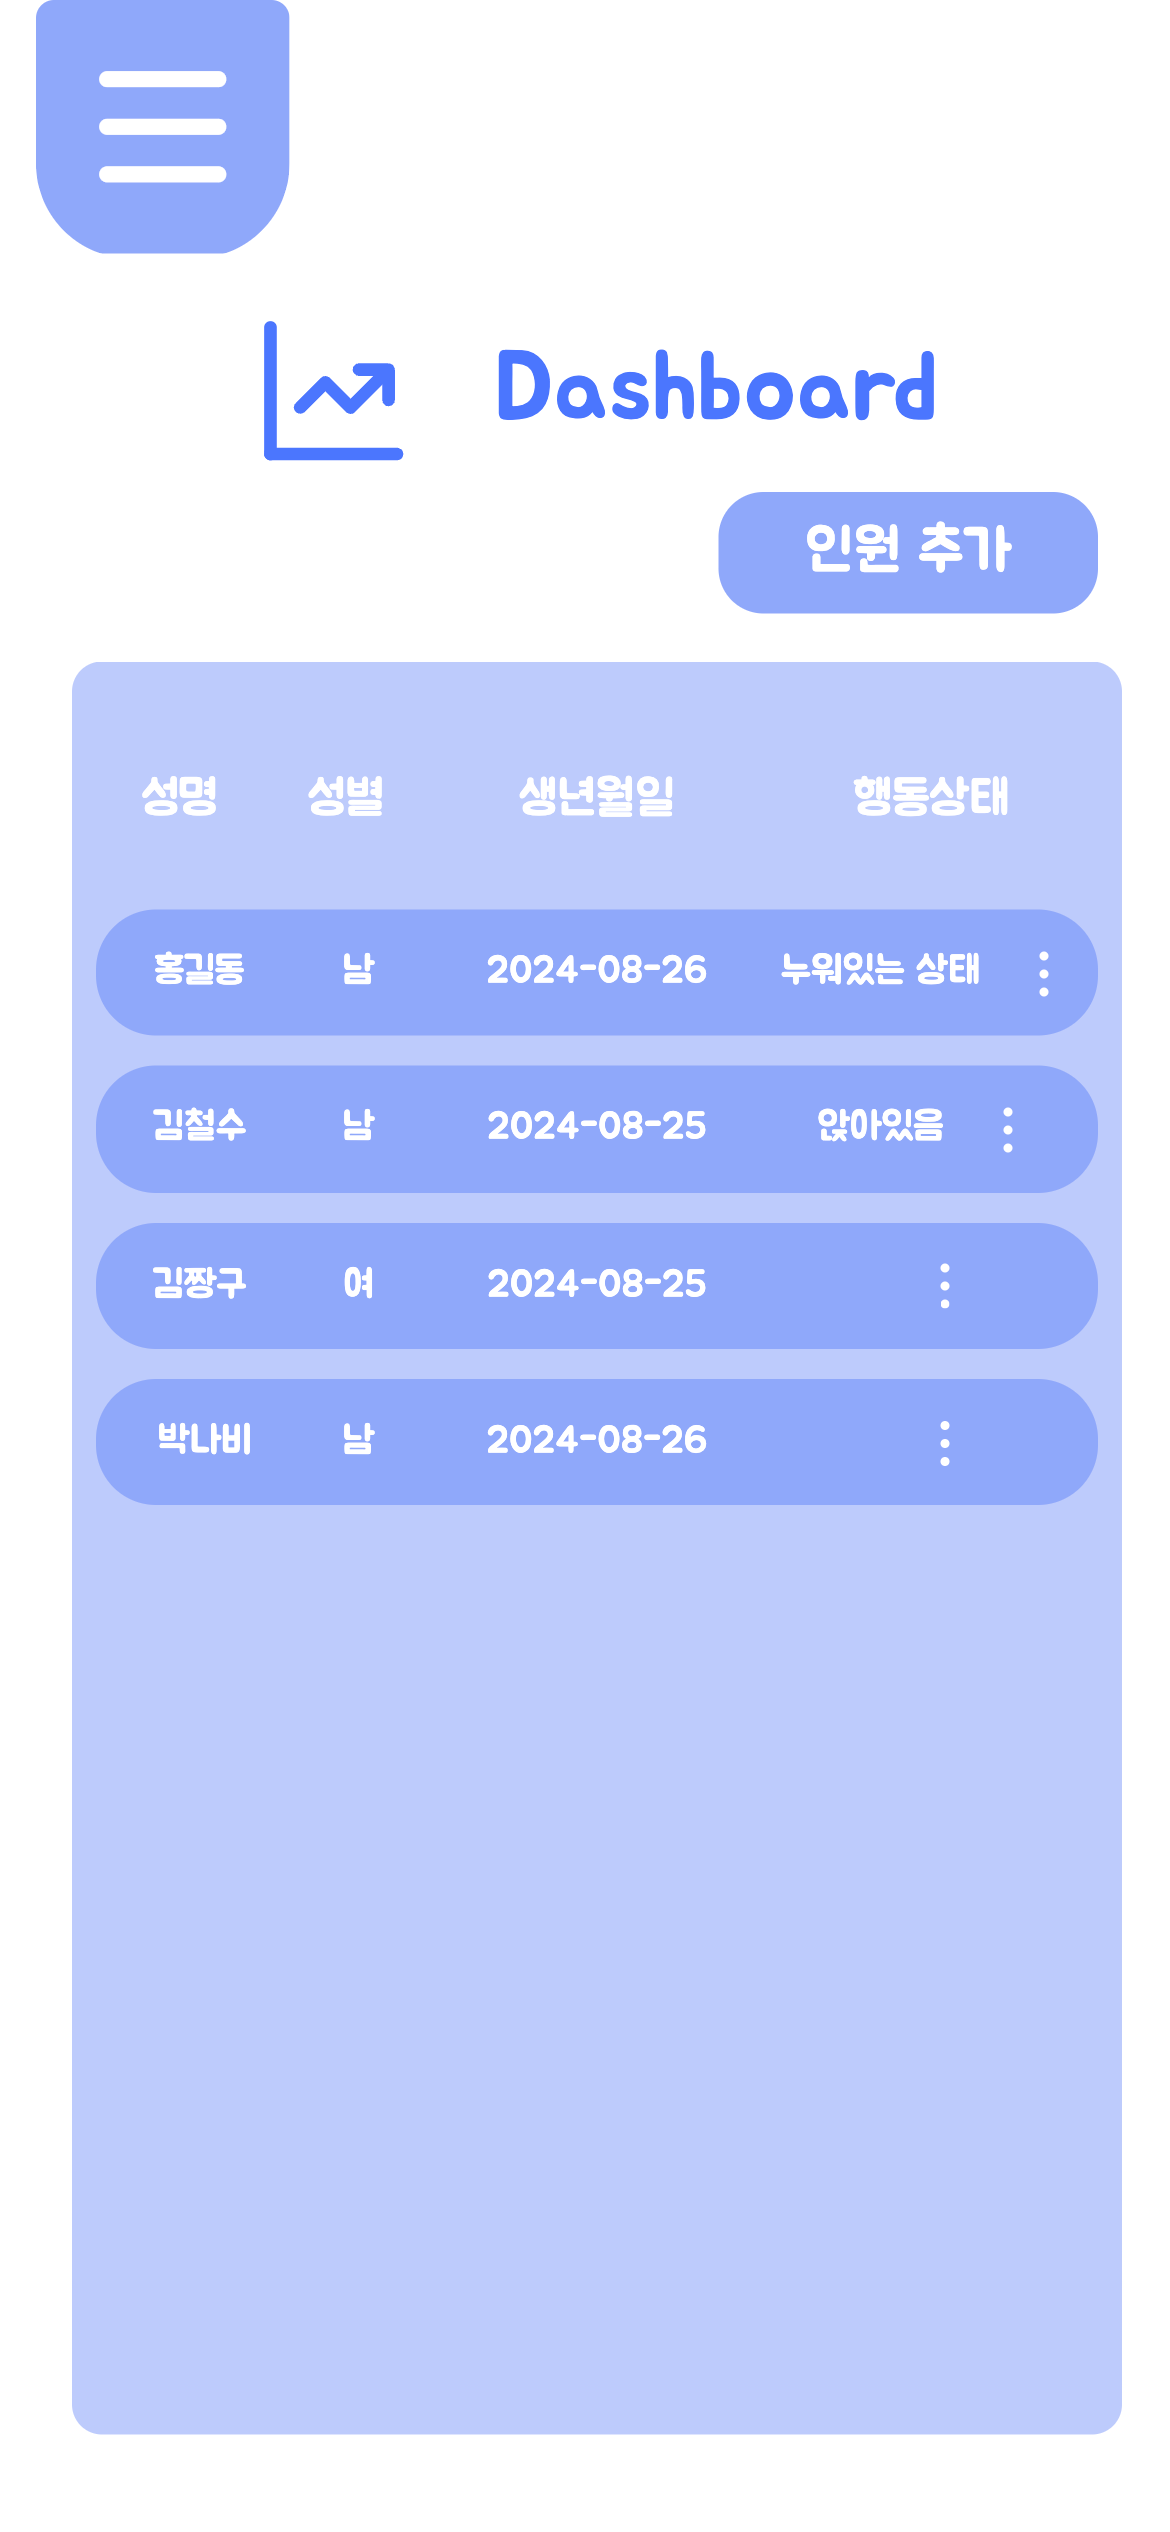 Dashboard
인원 추가
성명 성별 생년월일 행동상태
홍길동 남 2024-08-26 누워있는 상태
김철수 남 2024-08-25 앉아있음
김짱구 여 2024-08-25
박나비 남 2024-08-26